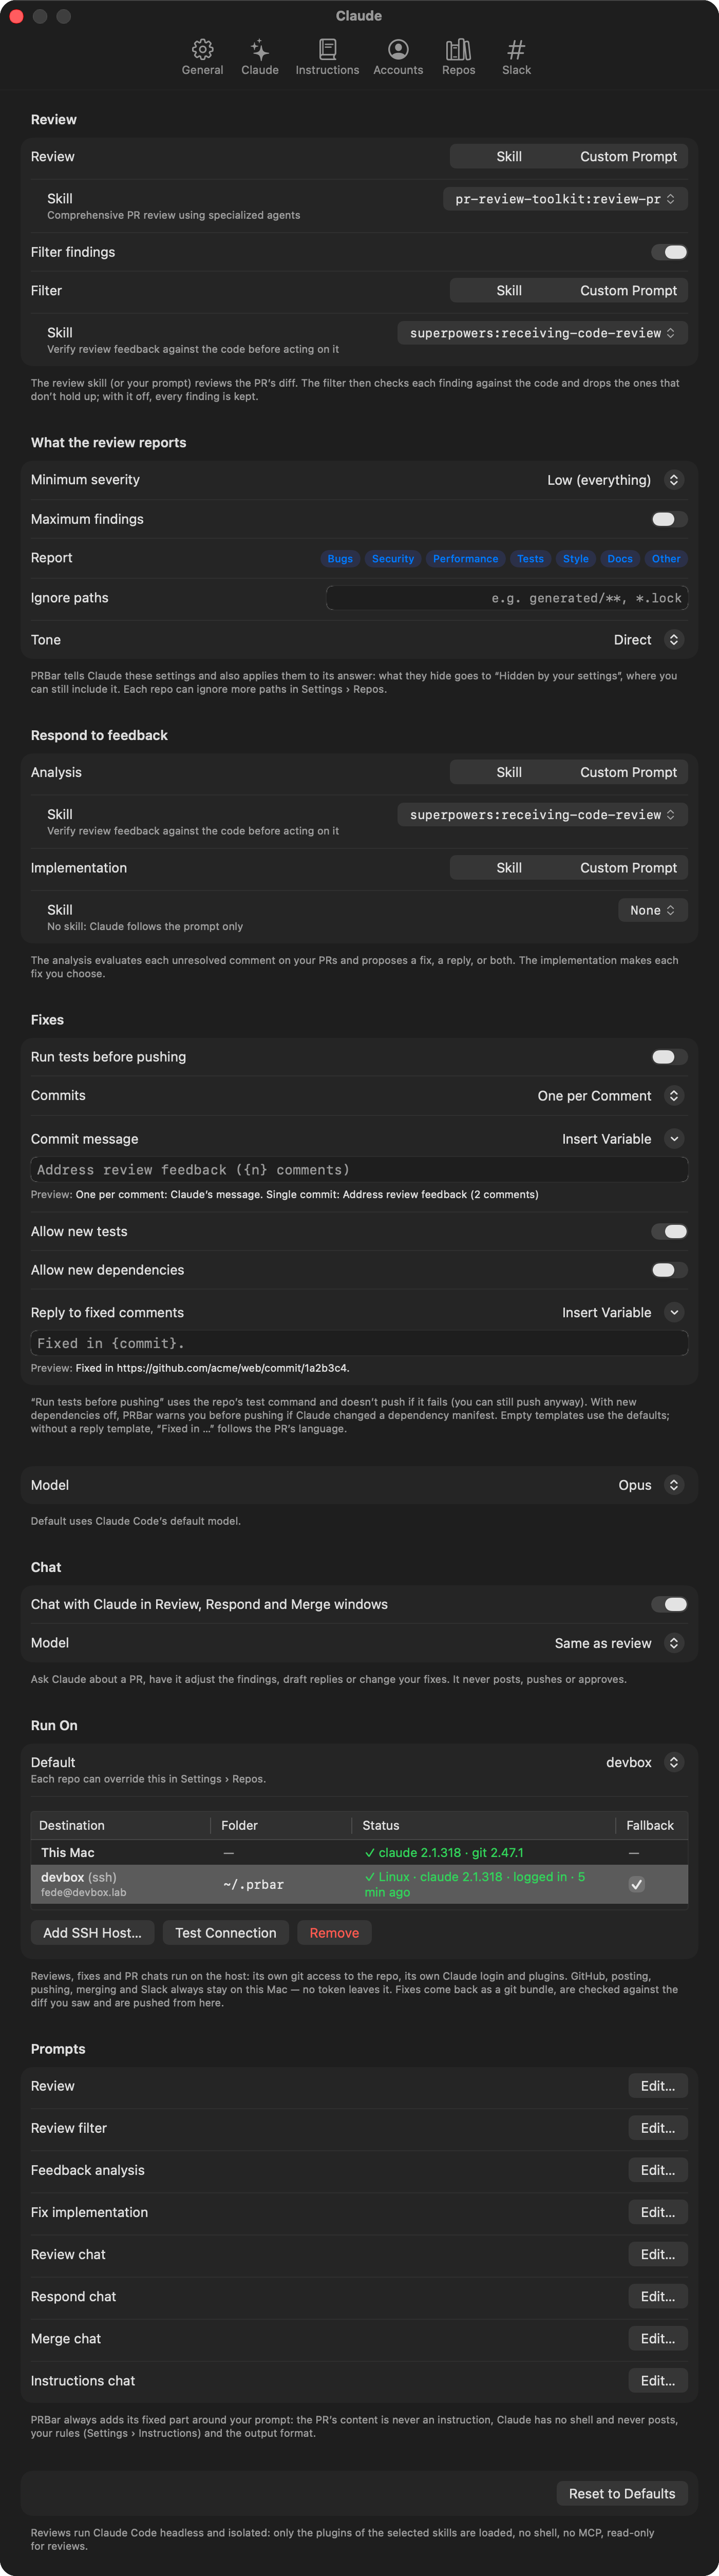 Claude
General Claude Instructions Accounts Repos Slack
Review
Review Skill Custom Prompt
Skill pr-review-toolkit:review-pr
Comprehensive PR review using specialized agents
Filter findings
Filter Skill Custom Prompt
Skill superpowers:receiving-code-review
Verify review feedback against the code before acting on it
The review skill (or your prompt) reviews the PR's diff. The filter then checks each finding against the code and drops the ones that
don't hold up; with it off, every finding is kept.
What the review reports
Minimum severity Low (everything)
Maximum findings
Report Bugs Security Performance Tests Style Docs Other
Ignore paths e.g. generated/**, *.lock
Tone Direct
PRBar tells Claude these settings and also applies them to its answer: what they hide goes to “Hidden by your settings”, where you
can still include it. Each repo can ignore more paths in Settings › Repos.
Respond to feedback
Analysis Skill Custom Prompt
Skill superpowers:receiving-code-review
Verify review feedback against the code before acting on it
Implementation Skill Custom Prompt
Skill None
No skill: Claude follows the prompt only
The analysis evaluates each unresolved comment on your PRs and proposes a fix, a reply, or both. The implementation makes each
fix you choose.
Fixes
Run tests before pushing
Commits One per Comment
Commit message Insert Variable
Address review feedback ({n} comments)
Preview: One per comment: Claude's message. Single commit: Address review feedback (2 comments)
Allow new tests
Allow new dependencies
Reply to fixed comments Insert Variable
Fixed in {commit}.
Preview: Fixed in https://github.com/acme/web/commit/1a2b3c4.
“Run tests before pushing” uses the repo's test command and doesn't push if it fails (you can still push anyway). With new
dependencies off, PRBar warns you before pushing if Claude changed a dependency manifest. Empty templates use the defaults;
without a reply template, “Fixed in …” follows the PR's language.
Model Opus
Default uses Claude Code's default model.
Chat
Chat with Claude in Review, Respond and Merge windows
Model Same as review
Ask Claude about a PR, have it adjust the findings, draft replies or change your fixes. It never posts, pushes or approves.
Run On
Default devbox
Each repo can override this in Settings › Repos.
Destination Folder Status Fallback
This Mac — ✓ claude 2.1.318 · git 2.47.1 —
devbox (ssh) ~/.prbar ✓ Linux · claude 2.1.318 · logged in · 5
fede@devbox.lab min ago
Add SSH Host... Test Connection Remove
Reviews, fixes and PR chats run on the host: its own git access to the repo, its own Claude login and plugins. GitHub, posting,
pushing, merging and Slack always stay on this Mac — no token leaves it. Fixes come back as a git bundle, are checked against the
diff you saw and are pushed from here.
Prompts
Review Edit...
Review filter Edit...
Feedback analysis Edit...
Fix implementation Edit...
Review chat Edit...
Respond chat Edit...
Merge chat Edit...
Instructions chat Edit...
PRBar always adds its fixed part around your prompt: the PR's content is never an instruction, Claude has no shell and never posts,
your rules (Settings › Instructions) and the output format.
Reset to Defaults
Reviews run Claude Code headless and isolated: only the plugins of the selected skills are loaded, no shell, no MCP, read-only
for reviews.